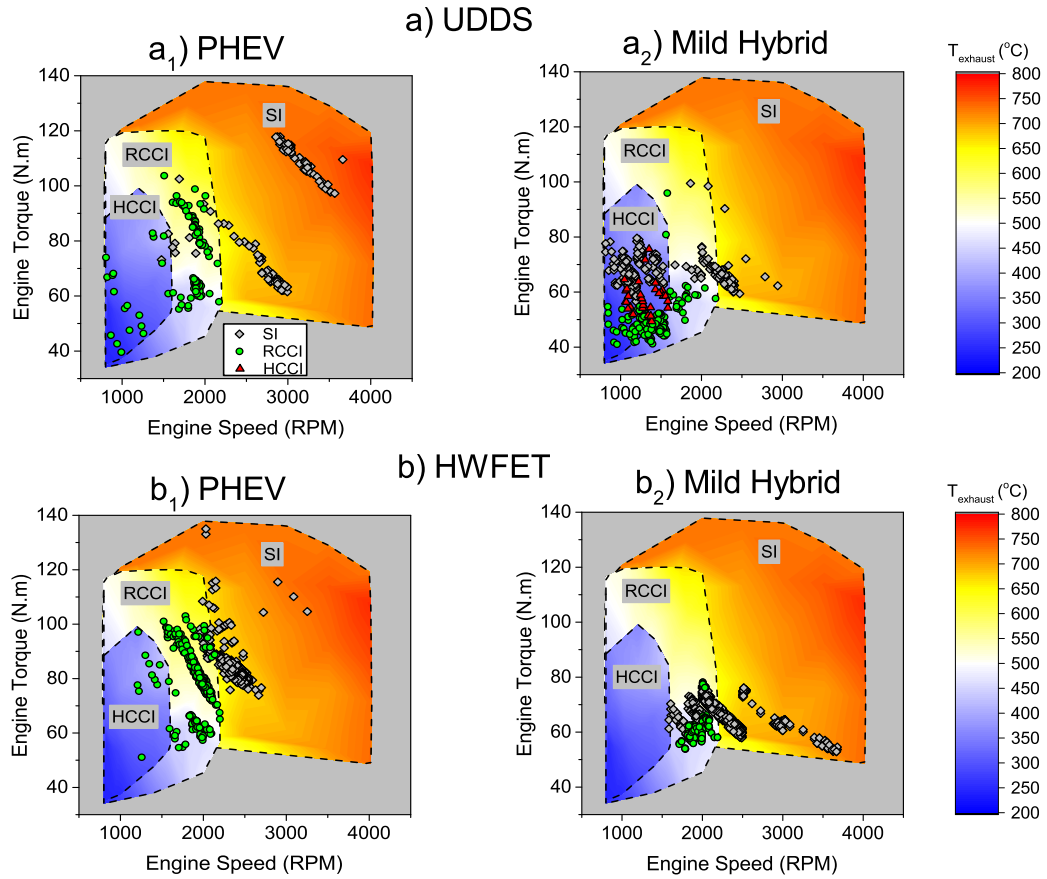 a) UDDS
a1) PHEV
a2) Mild Hybrid
Texhaust (oC)
Engine Torque (N.m)
140
120
100
80
60
40
SI
RCCI
HCCI
SI
RCCI
HCCI
1000 2000 3000 4000
Engine Speed (RPM)
Engine Torque (N.m)
140
120
100
80
60
40
SI
RCCI
HCCI
1000 2000 3000 4000
Engine Speed (RPM)
800
750
700
650
600
550
500
450
400
350
300
250
200
b) HWFET
b1) PHEV
b2) Mild Hybrid
Texhaust (oC)
Engine Torque (N.m)
140
120
100
80
60
40
SI
RCCI
HCCI
1000 2000 3000 4000
Engine Speed (RPM)
Engine Torque (N.m)
140
120
100
80
60
40
SI
RCCI
HCCI
1000 2000 3000 4000
Engine Speed (RPM)
800
750
700
650
600
550
500
450
400
350
300
250
200